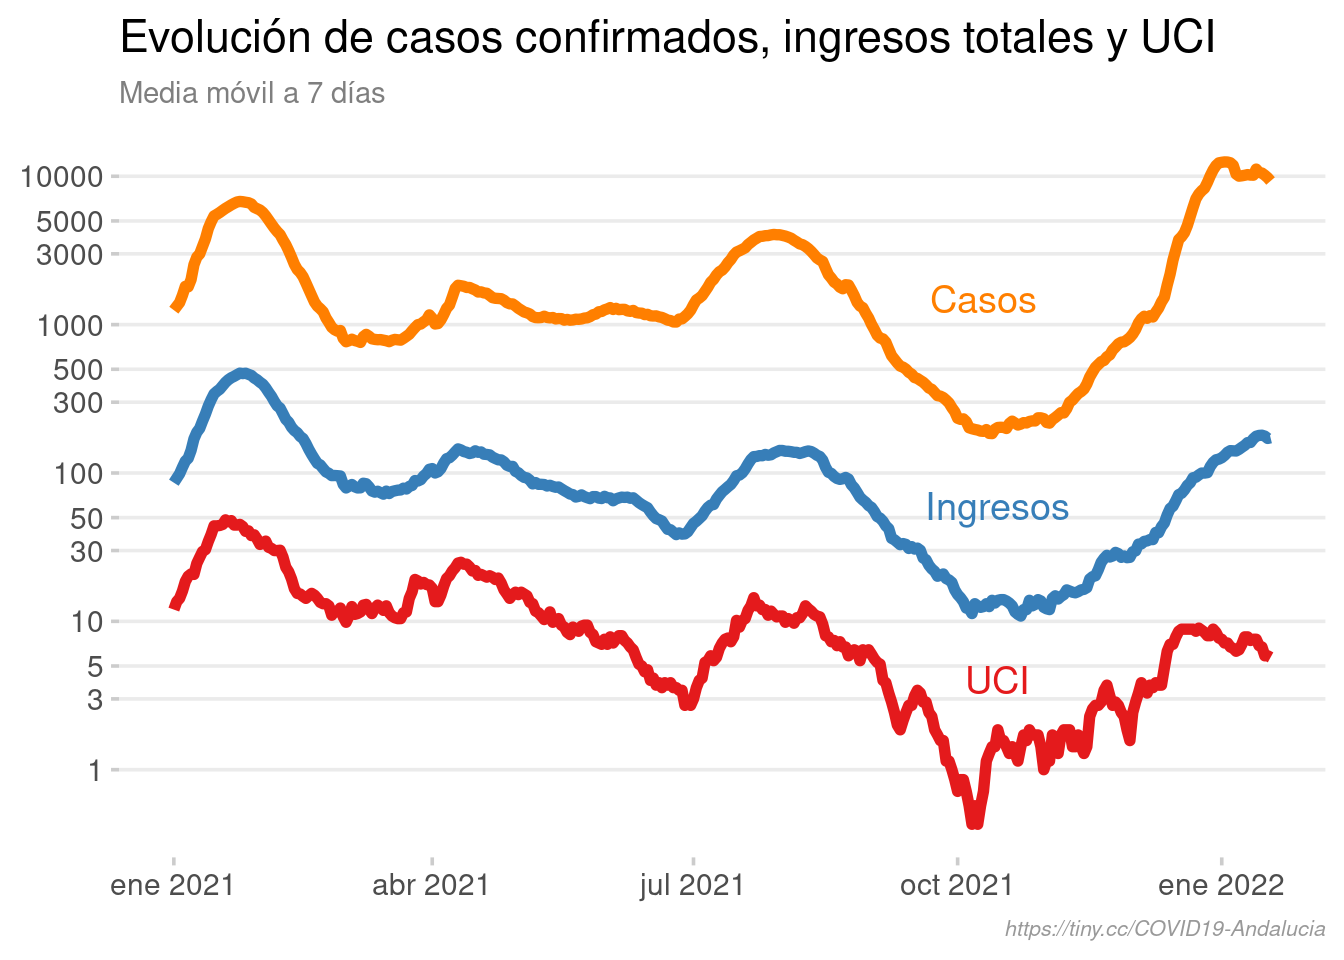 Evolución de casos confirmados, ingresos totales y UCI
Media móvil a 7 días
10000
5000
3000
1000
500
300
100
50
30
10
5
3
1
Casos
Ingresos
UCI
ene 2021
abr 2021
jul 2021
oct 2021
ene 2022
https://tiny.cc/COVID19-Andalucia